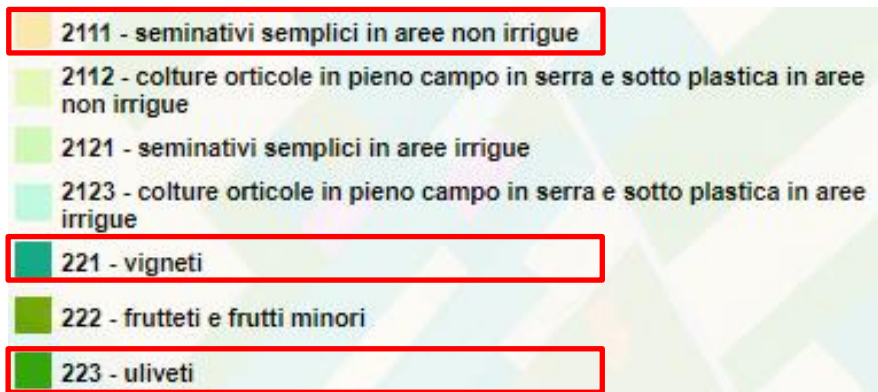 2111 - seminativi semplici in aree non irrigue
2112 - colture orticole in pieno campo in serra e sotto plastica in aree
non irrigue
2121 - seminativi semplici in aree irrigue
2123 - colture orticole in pieno campo in serra e sotto plastica in aree
irrigue
221 - vigneti
222 - frutteti e frutti minori
223 - uliveti